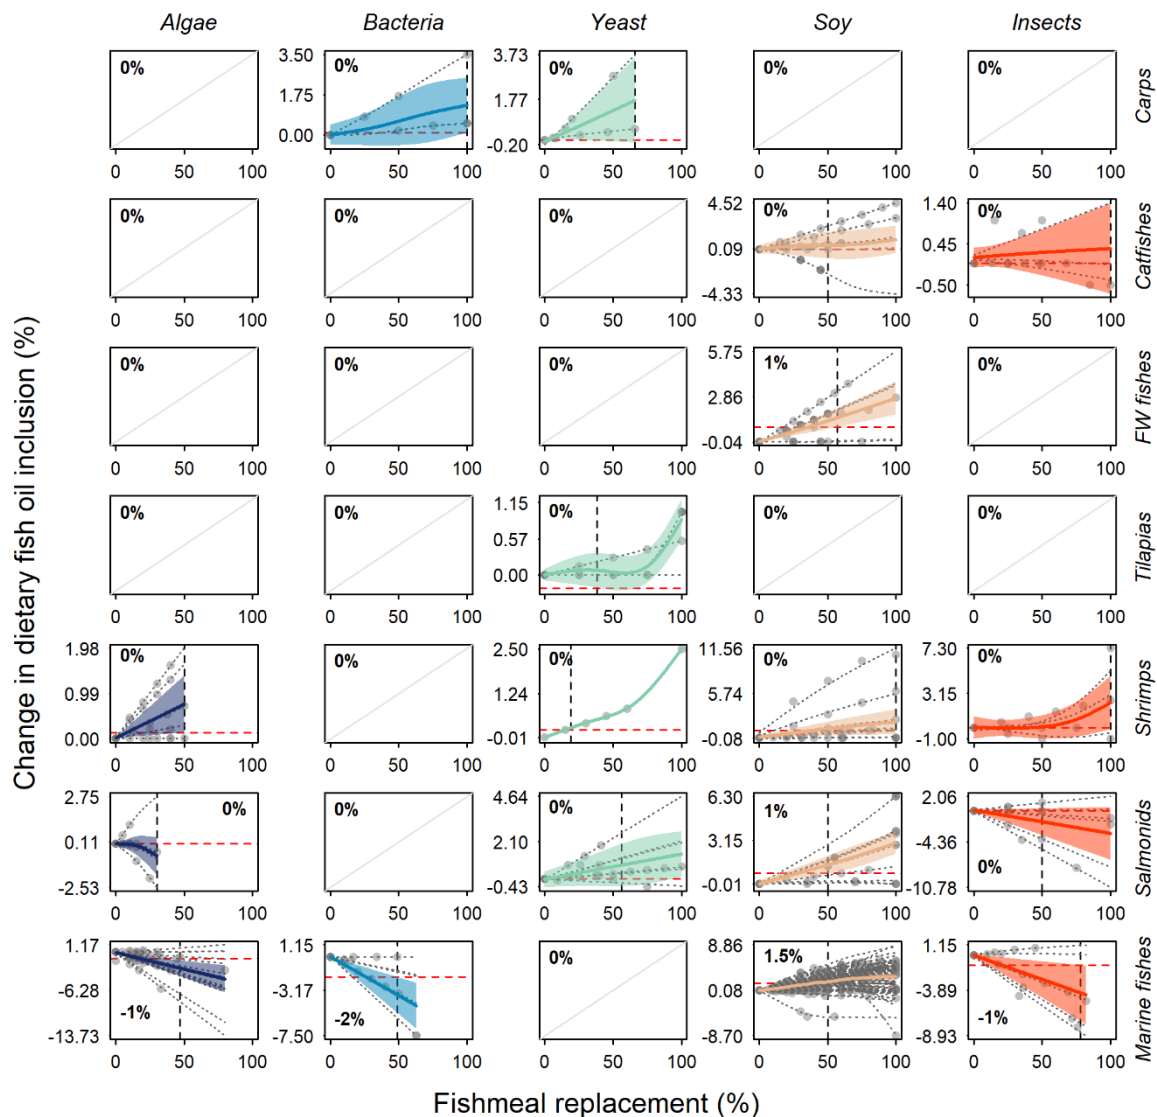 Algae Bacteria Yeast Soy Insects
Change in dietary fish oil inclusion (%)
0% 0 50 100
3.50 1.75 0.00 0% 0 50 100
3.73 1.77 -0.20 0% 0 50 100
0% 0 50 100
0% 0 50 100
Carps
0% 0 50 100
0% 0 50 100
0% 0 50 100
4.52 0.09 -4.33 0% 0 50 100
1.40 0.45 -0.50 0% 0 50 100
Catfishes
0% 0 50 100
0% 0 50 100
0% 0 50 100
5.75 2.86 -0.04 1% 0 50 100
0% 0 50 100
FW fishes
0% 0 50 100
0% 0 50 100
1.15 0.57 0.00 0% 0 50 100
0% 0 50 100
0% 0 50 100
Tilapias
1.98 0.99 0.00 0% 0 50 100
0% 0 50 100
2.50 1.24 -0.01 0% 0 50 100
11.56 5.74 -0.08 0% 0 50 100
7.30 3.15 -1.00 0% 0 50 100
Shrimps
2.75 0.11 -2.53 0% 0 50 100
0% 0 50 100
4.64 2.10 -0.43 0% 0 50 100
6.30 3.15 -0.01 1% 0 50 100
2.06 -4.36 -10.78 0% 0 50 100
Salmonids
1.17 -6.28 -13.73 -1% 0 50 100
1.15 -3.17 -7.50 -2% 0 50 100
0% 0 50 100
8.86 0.08 -8.70 1.5% 0 50 100
1.15 -3.89 -8.93 -1% 0 50 100
Marine fishes
Fishmeal replacement (%)